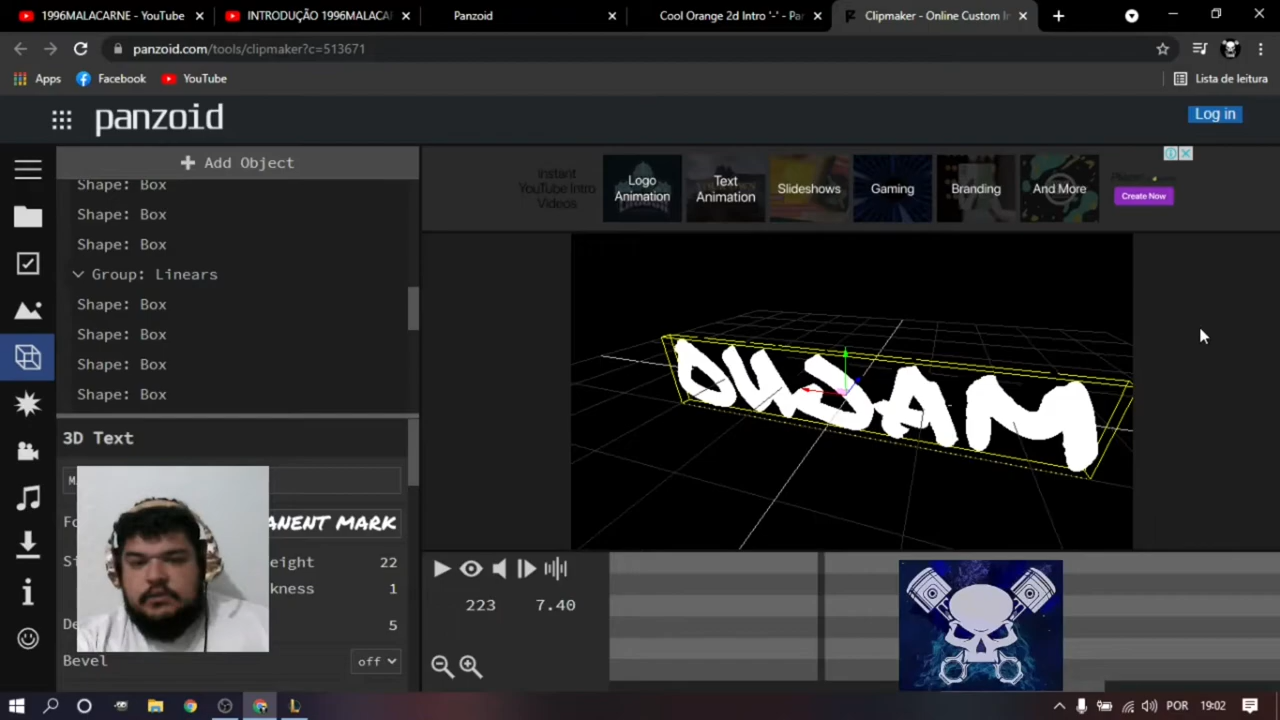 1996MALACARNE - YouTube
INTRODUÇÃO 1996MALACAR
Panzoid
Cool Orange 2d Intro '-' - Pa
Clipmaker - Online Custom In
panzoid.com/tools/clipmaker?c=513671
Apps
Facebook
YouTube
Lista de leitura
panzoid
Log in
Add Object
Instant
YouTube Intro
Videos
Logo
Animation
Text
Animation
Slideshows
Gaming
Branding
And More
Create Now
Shape: Box
Shape: Box
Shape: Box
Group: Linears
Shape: Box
Shape: Box
Shape: Box
Shape: Box
3D Text
ANENT MARK
eight 22
kness 1
5
Bevel
off
223
7.40
POR
19:02